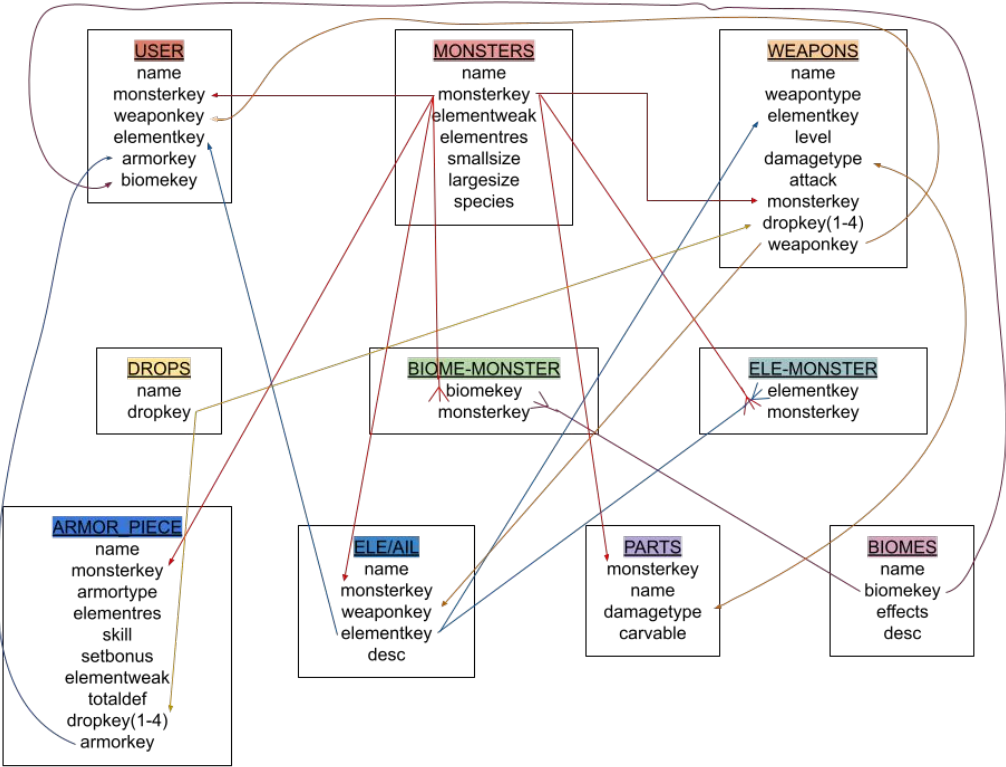 USER
name
monsterkey
weaponkey
elementkey
armorkey
biomekey
MONSTERS
name
monsterkey
elementweak
elementres
smallsize
largesize
species
WEAPONS
name
weapontype
elementkey
level
damagetype
attack
monsterkey
dropkey(1-4)
weaponkey
DROPS
name
dropkey
BIOME-MONSTER
biomekey
monsterkey
ELE-MONSTER
elementkey
monsterkey
ARMOR_PIECE
name
monsterkey
armortype
elementres
skill
setbonus
elementweak
totaldef
dropkey(1-4)
armorkey
ELE/AIL
name
monsterkey
weaponkey
elementkey
desc
PARTS
monsterkey
name
damagetype
carvable
BIOMES
name
biomekey
effects
desc